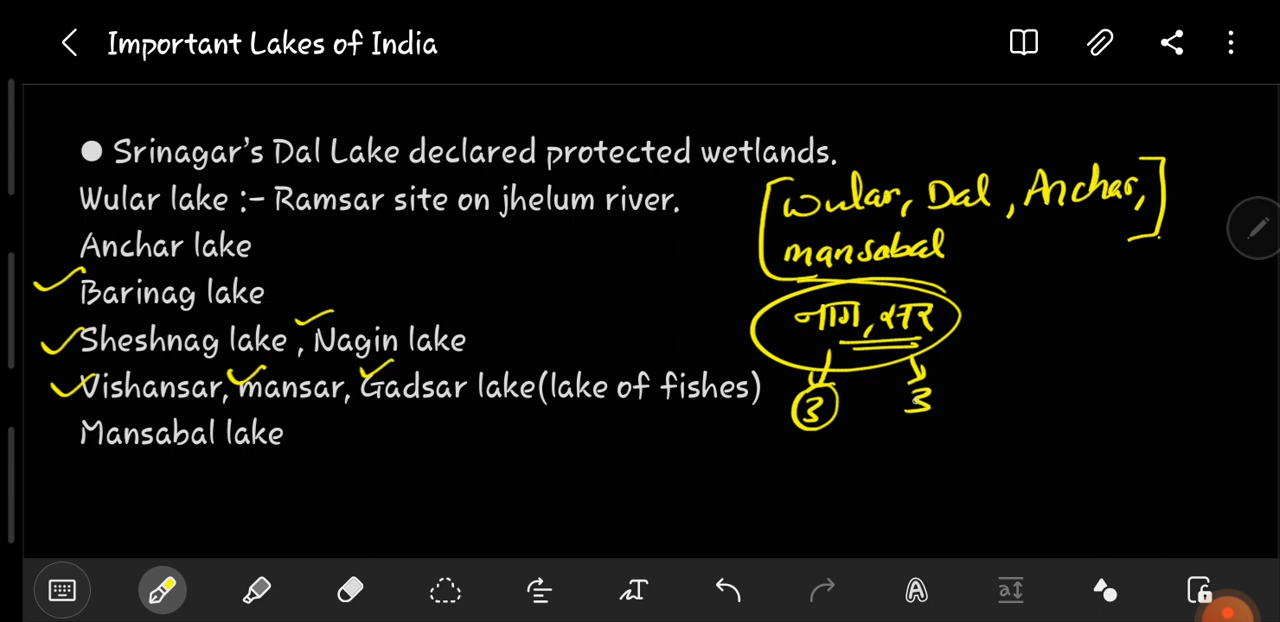 Important Lakes of India
● Srinagar's Dal Lake declared protected wetlands.
Wular lake :- Ramsar site on jhelum river.
Anchar lake
Barinag lake
Sheshnag lake , Nagin lake
Vishansar, mansar, Gadsar lake(lake of fishes)
Mansabal lake
[Wular, Dal, Anchar,]
mansabal
नाग, सर
3 3